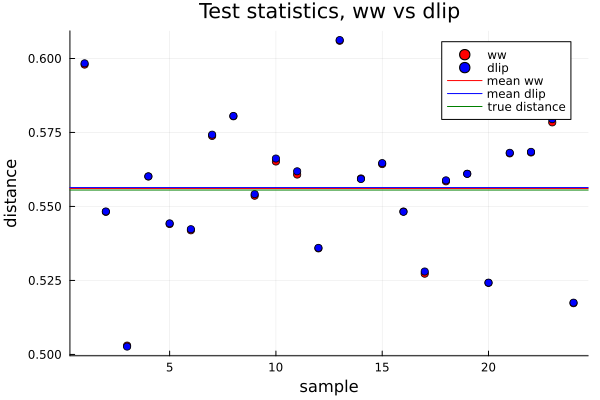 Test statistics, ww vs dlip
0.600
0.575
0.550
0.525
0.500
distance
5
10
15
20
sample
ww
dlip
mean ww
mean dlip
true distance